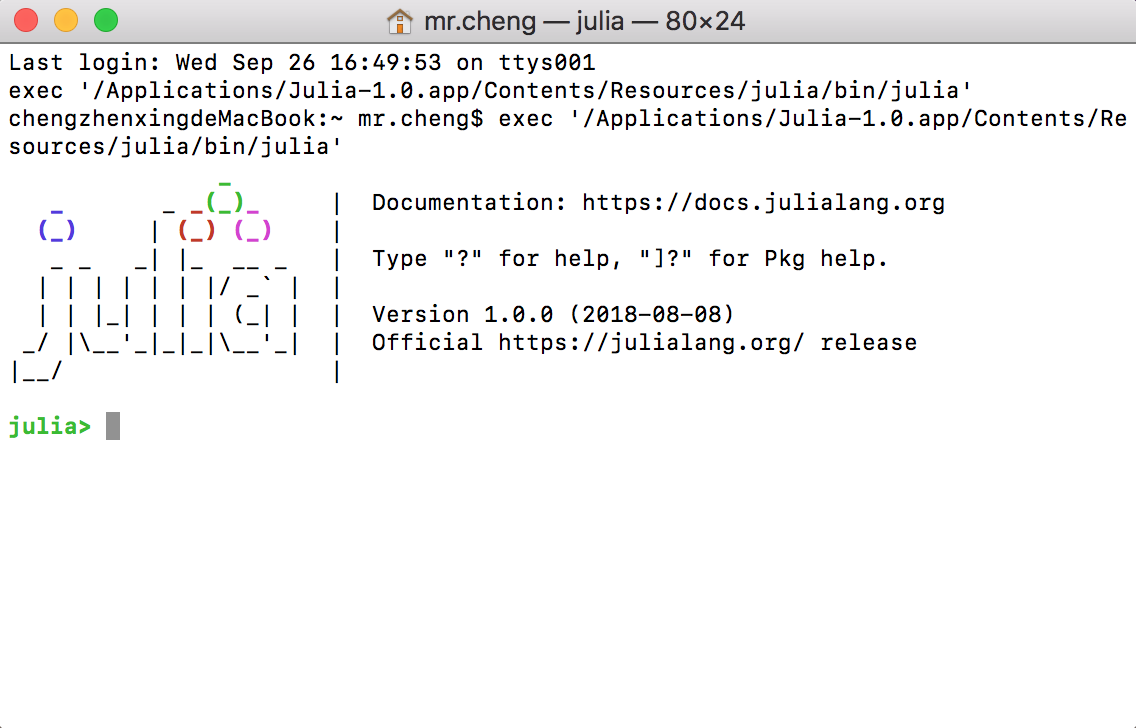 mr.cheng — julia — 80×24
Last login: Wed Sep 26 16:49:53 on ttys001
exec '/Applications/Julia-1.0.app/Contents/Resources/julia/bin/julia'
chengzhenxingdeMacBook:~ mr.cheng$ exec '/Applications/Julia-1.0.app/Contents/Re
sources/julia/bin/julia'
               _
   _       _ _(_)_     |  Documentation: https://docs.julialang.org
  (_)     | (_) (_)    |
   _ _   _| |_  __ _   |  Type "?" for help, "]?" for Pkg help.
  | | | | | | |/ _` |  |
  | | |_| | | | (_| |  |  Version 1.0.0 (2018-08-08)
 _/ |\__'_|_|_|\__'_|  |  Official https://julialang.org/ release
|__/                   |
julia>